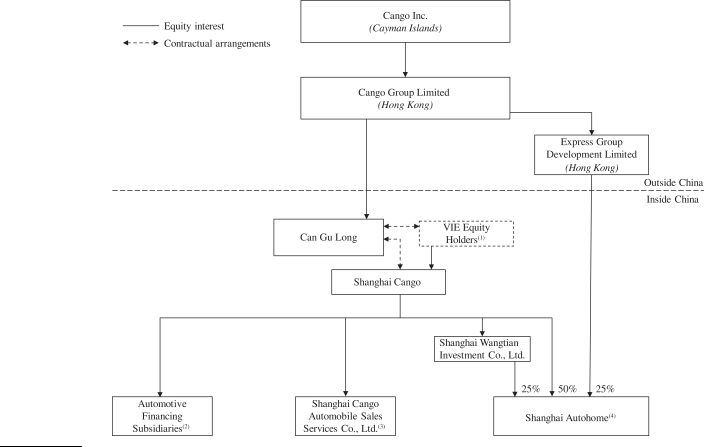 Cango Inc.
(Cayman Islands)
Equity interest
Contractual arrangements
Cango Group Limited
(Hong Kong)
Express Group
Development Limited
(Hong Kong)
Outside China
Inside China
Can Gu Long
VIE Equity
Holders(1)
Shanghai Cango
Shanghai Wangtian
Investment Co., Ltd.
25% 50% 25%
Automotive
Financing
Subsidiaries(2)
Shanghai Cango
Automobile Sales
Services Co., Ltd.(3)
Shanghai Autohome(4)